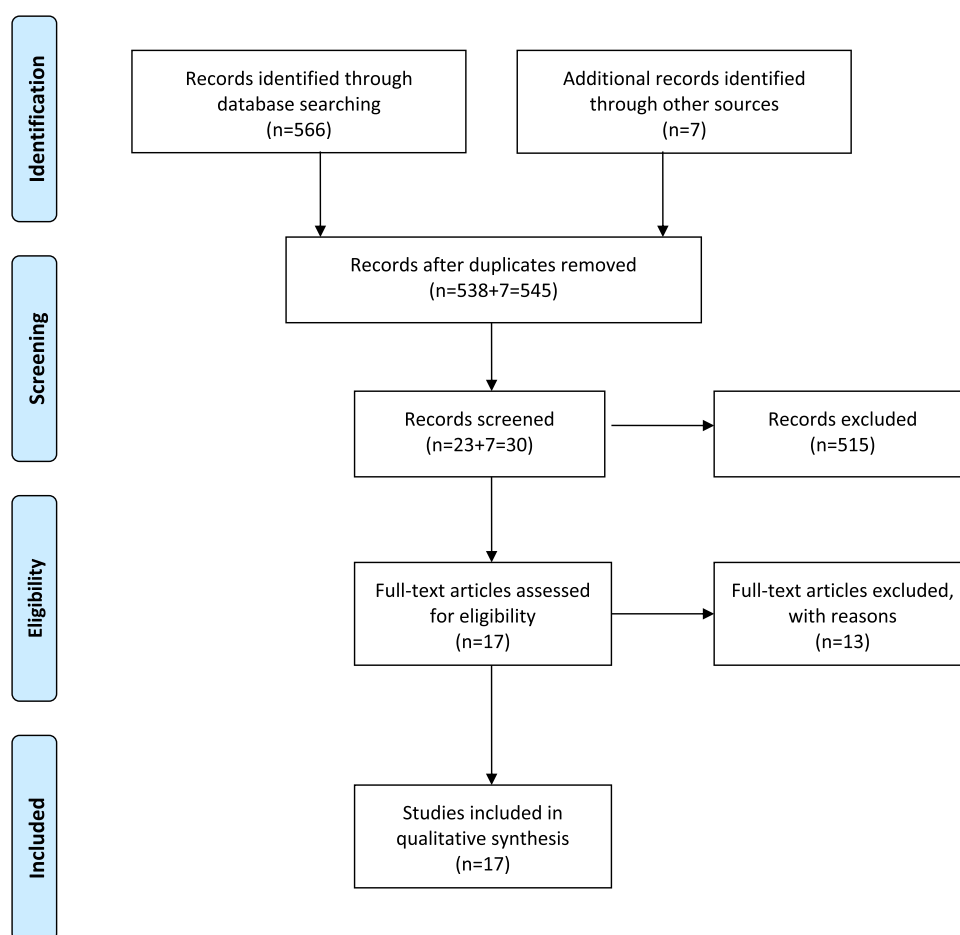 Identification
Records identified through
database searching
(n=566)
Additional records identified
through other sources
(n=7)
Screening
Records after duplicates removed
(n=538+7=545)
Records screened
(n=23+7=30)
Records excluded
(n=515)
Eligibility
Full-text articles assessed
for eligibility
(n=17)
Full-text articles excluded,
with reasons
(n=13)
Included
Studies included in
qualitative synthesis
(n=17)